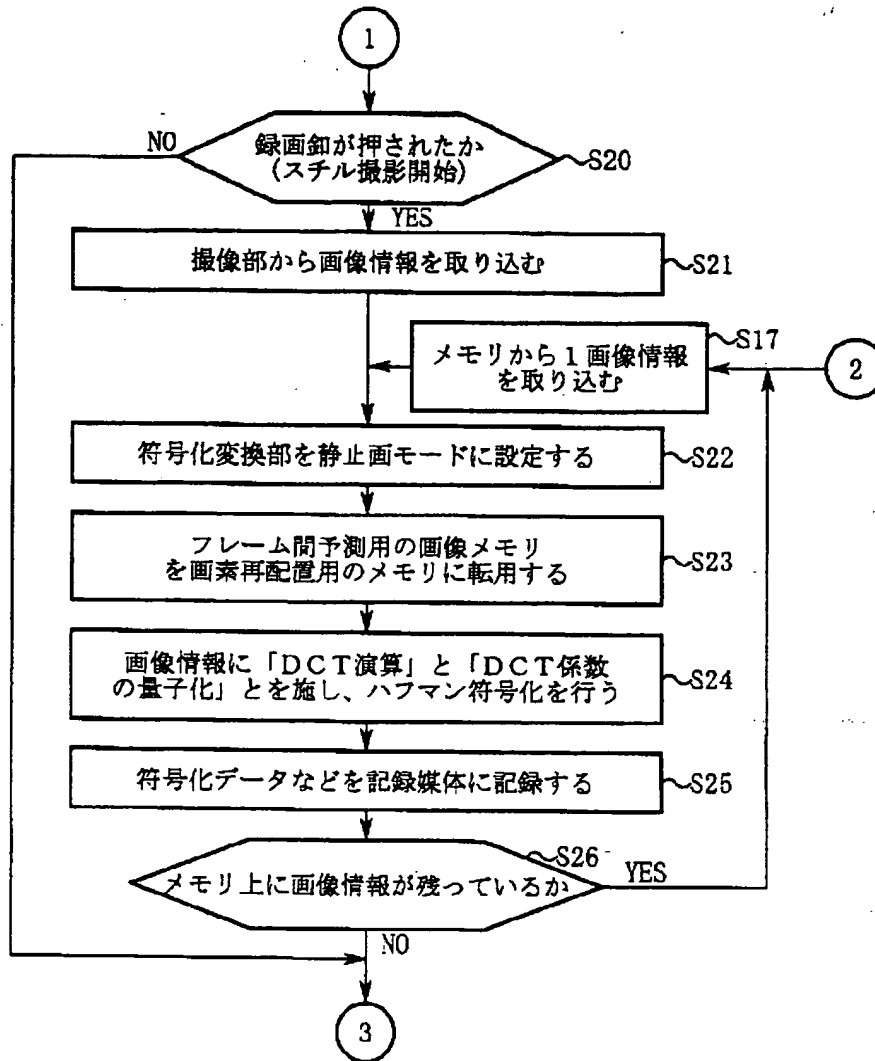 1
NO
録画釦が押されたか
(スチル撮影開始)
S20
YES
撮像部から画像情報を取り込む
S21
S17
メモリから１画像情報
を取り込む
2
符号化変換部を静止画モードに設定する
S22
フレーム間予測用の画像メモリ
を画素再配置用のメモリに転用する
S23
画像情報に「ＤＣＴ演算」と「ＤＣＴ係数
の量子化」とを施し、ハフマン符号化を行う
S24
符号化データなどを記録媒体に記録する
S25
S26
メモリ上に画像情報が残っているか
YES
NO
3